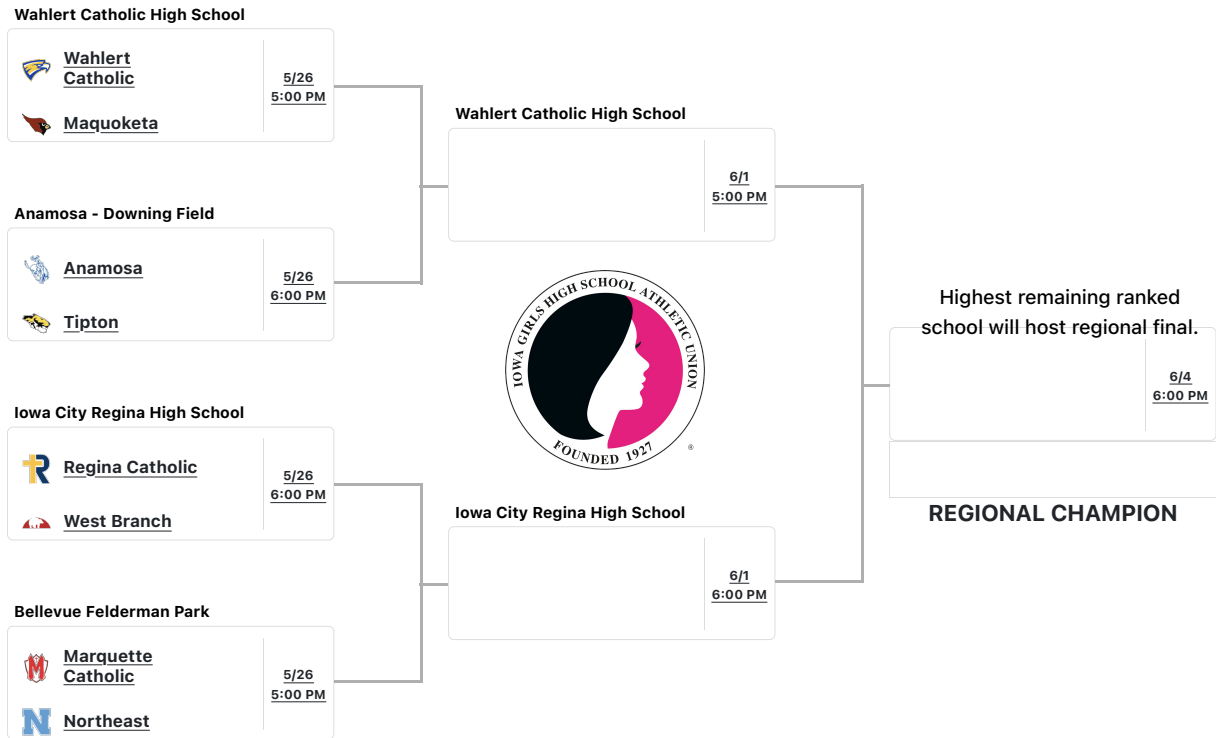 Wahlert Catholic High School
Wahlert
Catholic
5/26
5:00 PM
Maquoketa
Anamosa - Downing Field
Anamosa
5/26
6:00 PM
Tipton
Iowa City Regina High School
Regina Catholic
5/26
6:00 PM
West Branch
Bellevue Felderman Park
Marquette
Catholic
5/26
5:00 PM
Northeast
Wahlert Catholic High School
6/1
5:00 PM
IOWA GIRLS HIGH SCHOOL ATHLETIC UNION
FOUNDED 1927
®
Iowa City Regina High School
6/1
6:00 PM
Highest remaining ranked
school will host regional final.
6/4
6:00 PM
REGIONAL CHAMPION
R
M
N